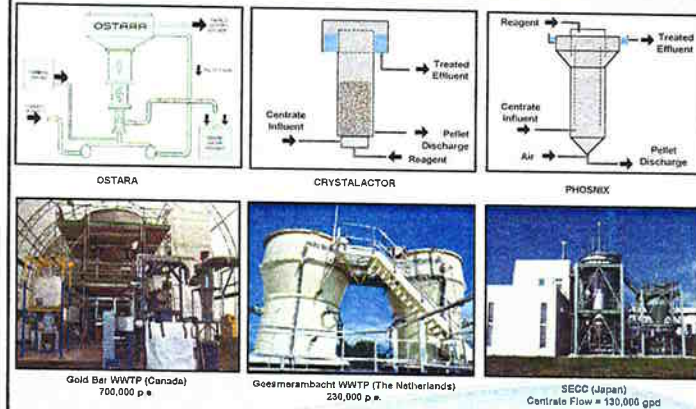 OSTARA
Treated
Effluent
Centrate
Influent
Pellet
Discharge
Reagent
Reagent
Treated
Effluent
Centrate
Influent
Air
Pellet
Discharge
OSTARA
CRYSTALACTOR
PHOSNIX
Gold Bar WWTP (Canada)
700,000 p e
Geesmerambacht WWTP (The Netherlands)
230,000 p.e.
SECC (Japan)
Centrate Flow = 130,000 gpd